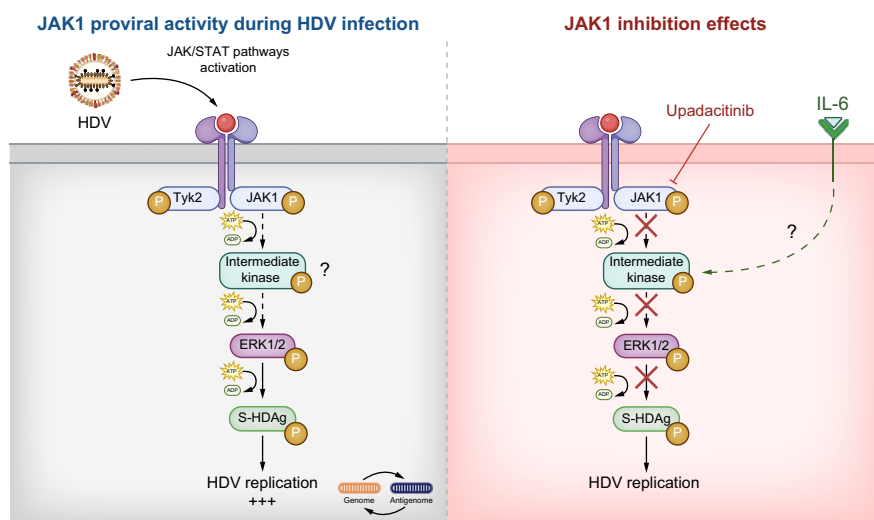 JAK1 proviral activity during HDV infection
JAK/STAT pathways
activation
HDV
Tyk2
JAK1
P
P
ATP
ADP
Intermediate
kinase
P
?
ATP
ADP
ERK1/2
P
ATP
ADP
S-HDAg
P
HDV replication
+++
Genome
Antigenome
JAK1 inhibition effects
Upadacitinib
IL-6
Tyk2
JAK1
P
P
ATP
ADP
?
Intermediate
kinase
P
ATP
ADP
ERK1/2
P
ATP
ADP
S-HDAg
P
HDV replication